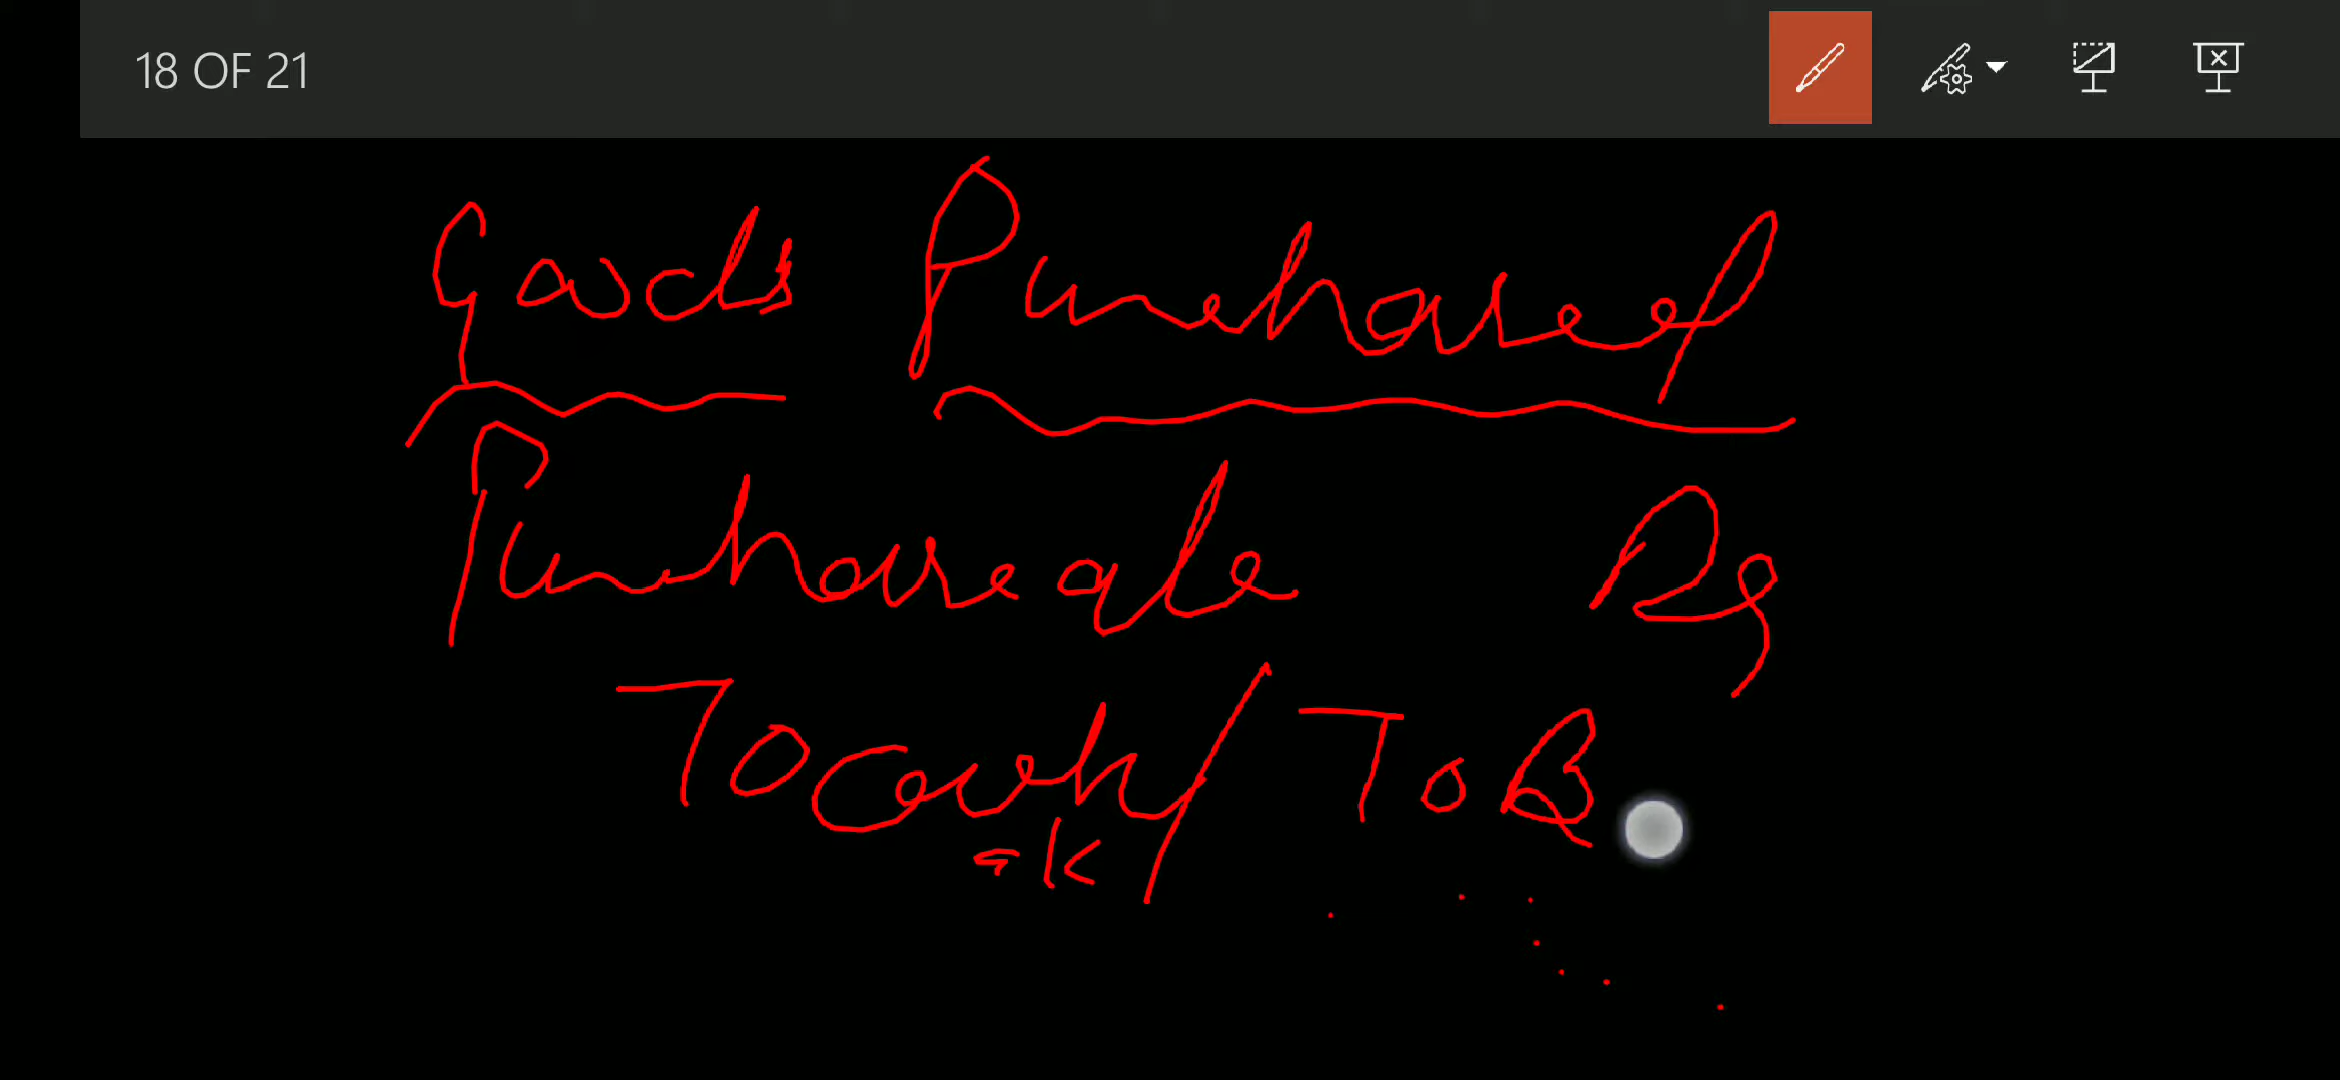 18 OF 21
Goods Purchased
Purchase a/c Dr
To Cash / To B